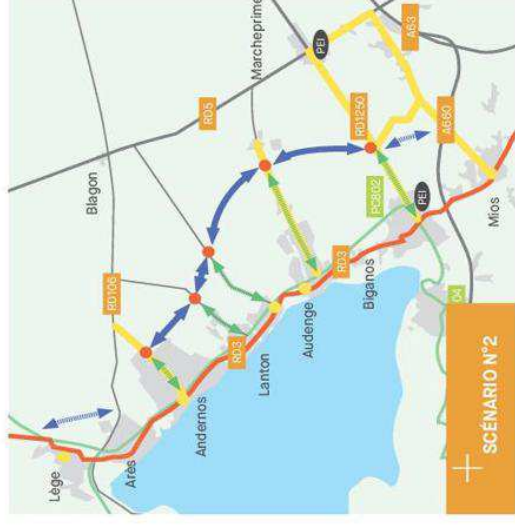 Lège
Arès
Andernos
RD106
Blagon
RD5
Marcheprime
PEI
A63
RD1250
A660
PC802
PEI
Mios
Biganos
RD3
Audenge
Lanton
RD3
04
+
SCÉNARIO N°2